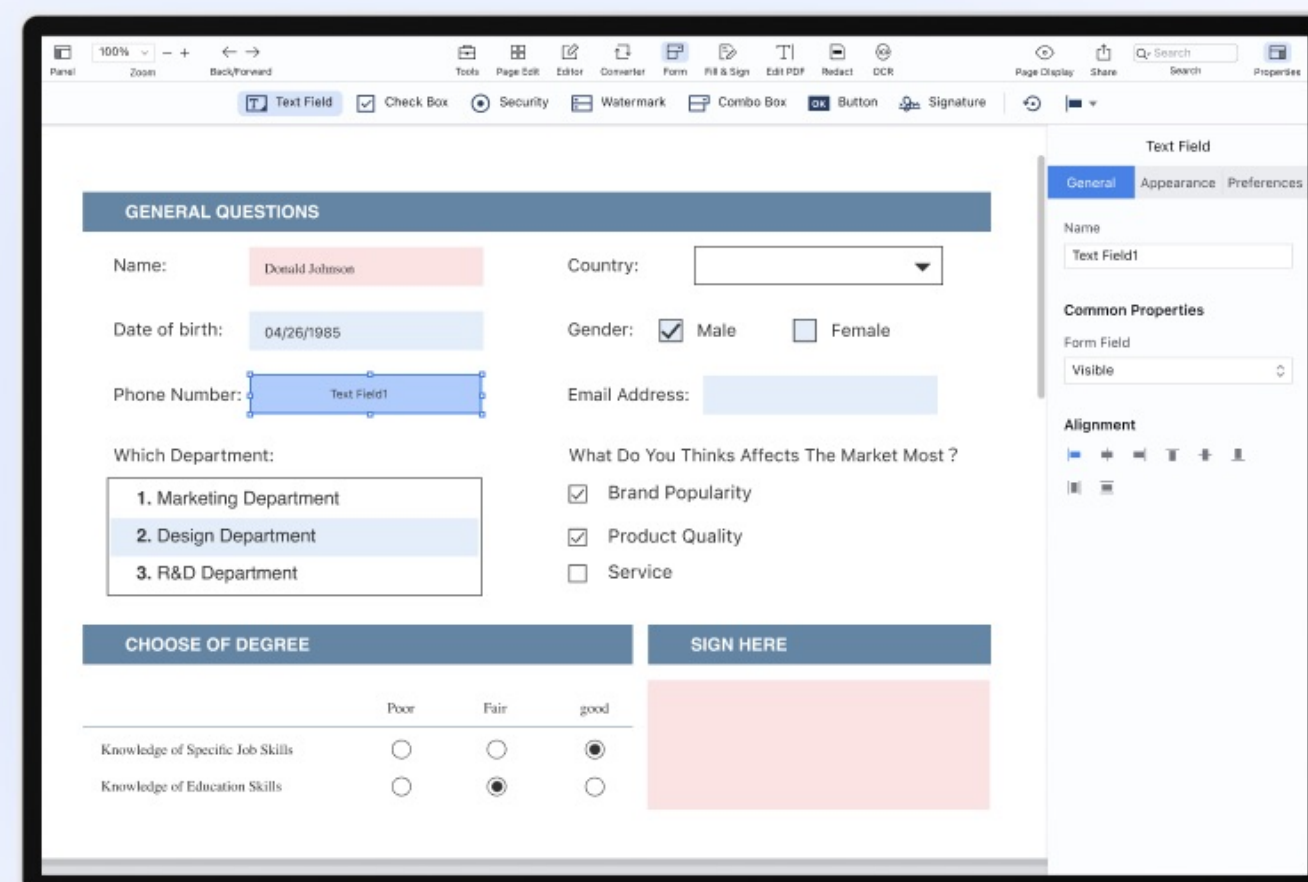 100%
Search
Panel Zoom Back/Forward Tools Page Edit Editor Converter Form Fill & Sign Edit PDF Redact OCR Page Display Share Search Properties
Text Field Check Box Security Watermark Combo Box OK Button Signature
Text Field
General Appearance Preferences
Name
Text Field1
Common Properties
Form Field
Visible
Alignment
GENERAL QUESTIONS
Name: Donald Johnson Country:
Date of birth: 04/26/1985 Gender: Male Female
Phone Number: Text Field1 Email Address:
Which Department:
1. Marketing Department
2. Design Department
3. R&D Department
What Do You Thinks Affects The Market Most ?
Brand Popularity
Product Quality
Service
CHOOSE OF DEGREE
Poor Fair good
Knowledge of Specific Job Skills
Knowledge of Education Skills
SIGN HERE